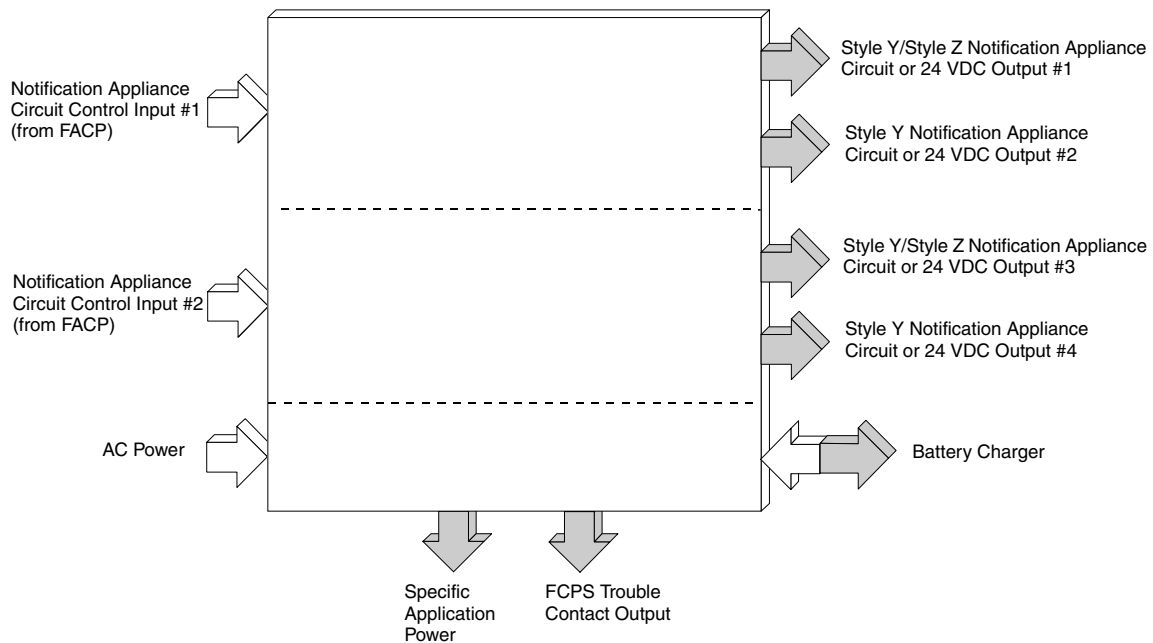 Notification Appliance
Circuit Control Input #1
(from FACP)
Style Y/Style Z Notification Appliance
Circuit or 24 VDC Output #1
Style Y Notification Appliance
Circuit or 24 VDC Output #2
Notification Appliance
Circuit Control Input #2
(from FACP)
Style Y/Style Z Notification Appliance
Circuit or 24 VDC Output #3
Style Y Notification Appliance
Circuit or 24 VDC Output #4
AC Power
Battery Charger
Specific
Application
Power
FCPS Trouble
Contact Output